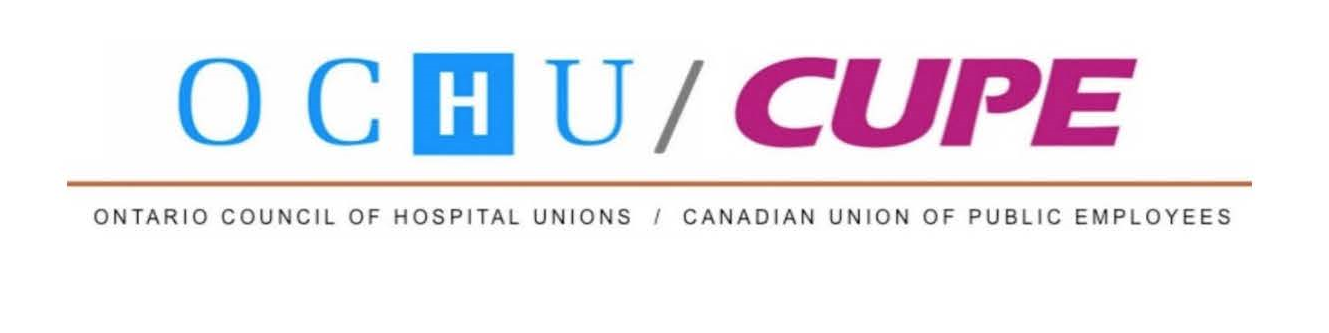 OCHU/CUPE
ONTARIO COUNCIL OF HOSPITAL UNIONS / CANADIAN UNION OF PUBLIC EMPLOYEES